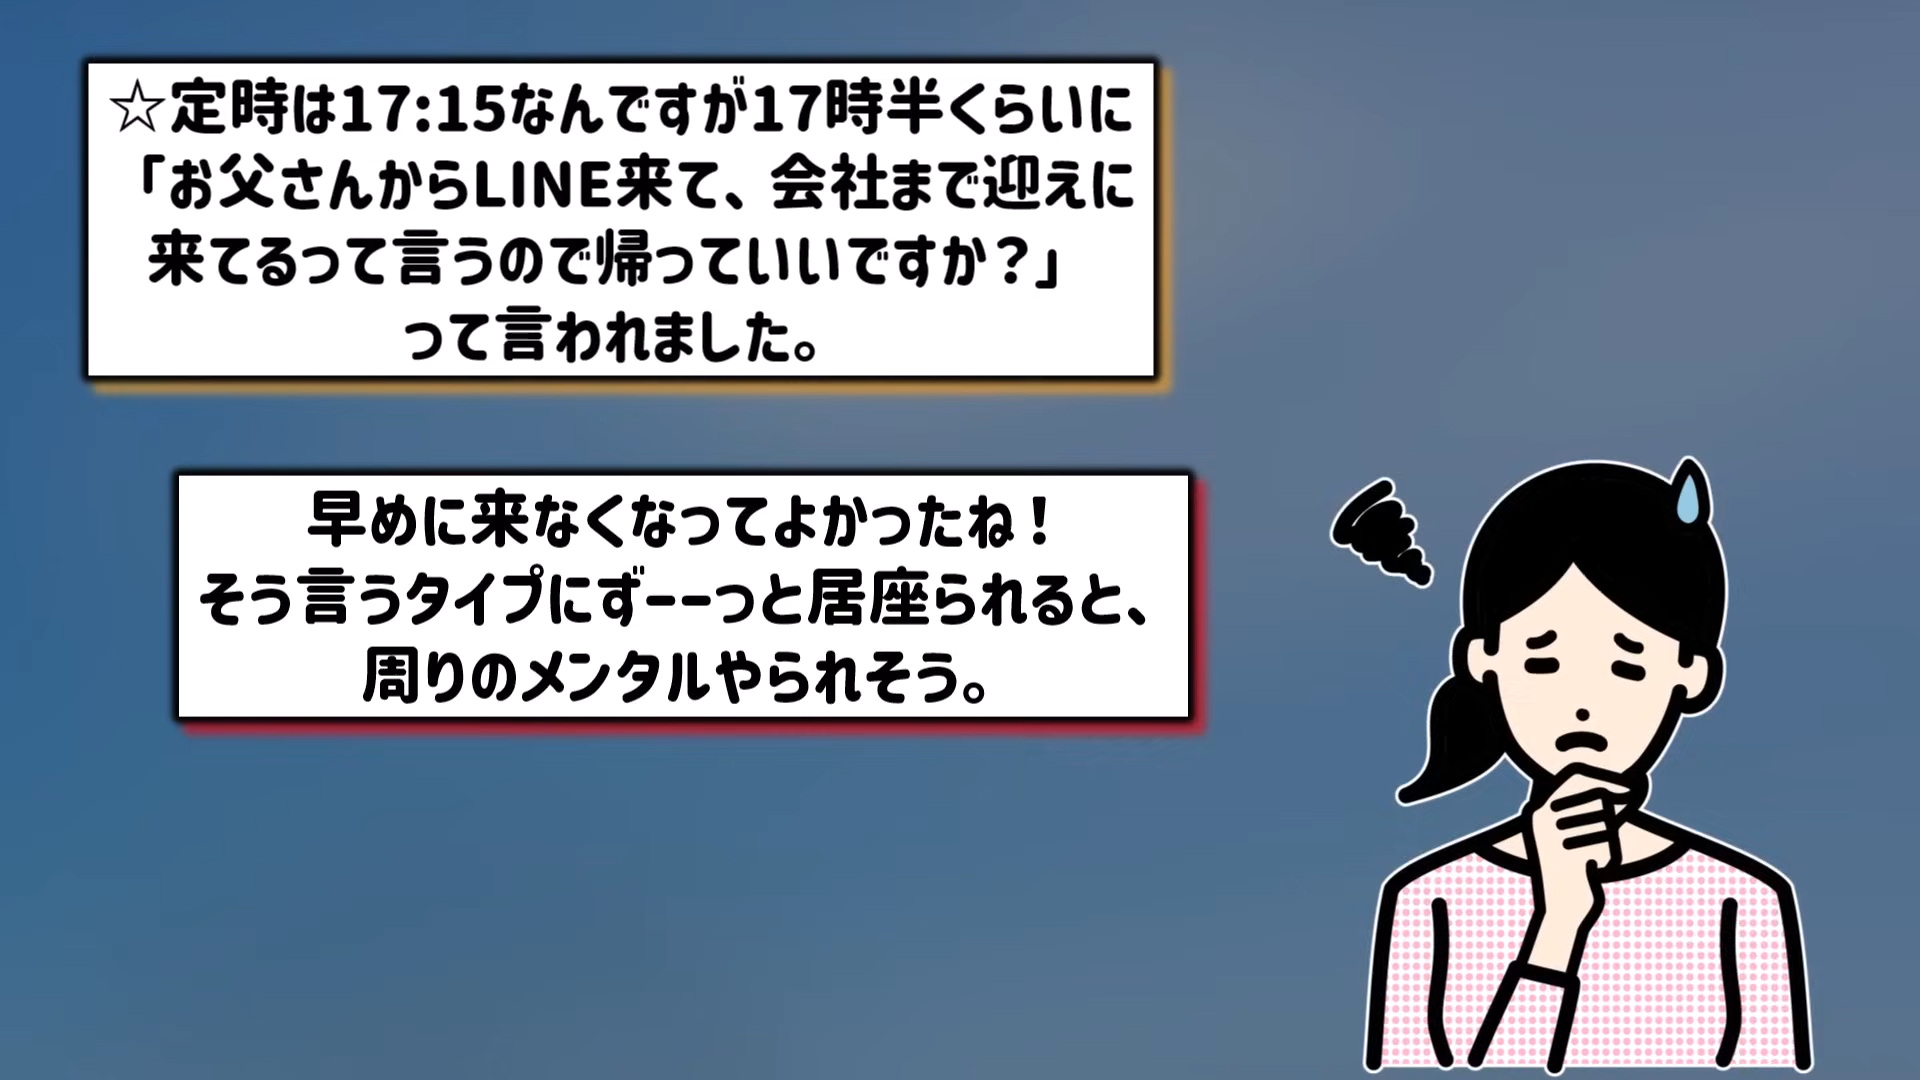 ☆定時は17:15なんですが17時半くらいに
「お父さんからLINE来て、会社まで迎えに
来てるって言うので帰っていいですか？」
って言われました。
早めに来なくなってよかったね！
そう言うタイプにずーーっと居座られると、
周りのメンタルやられそう。